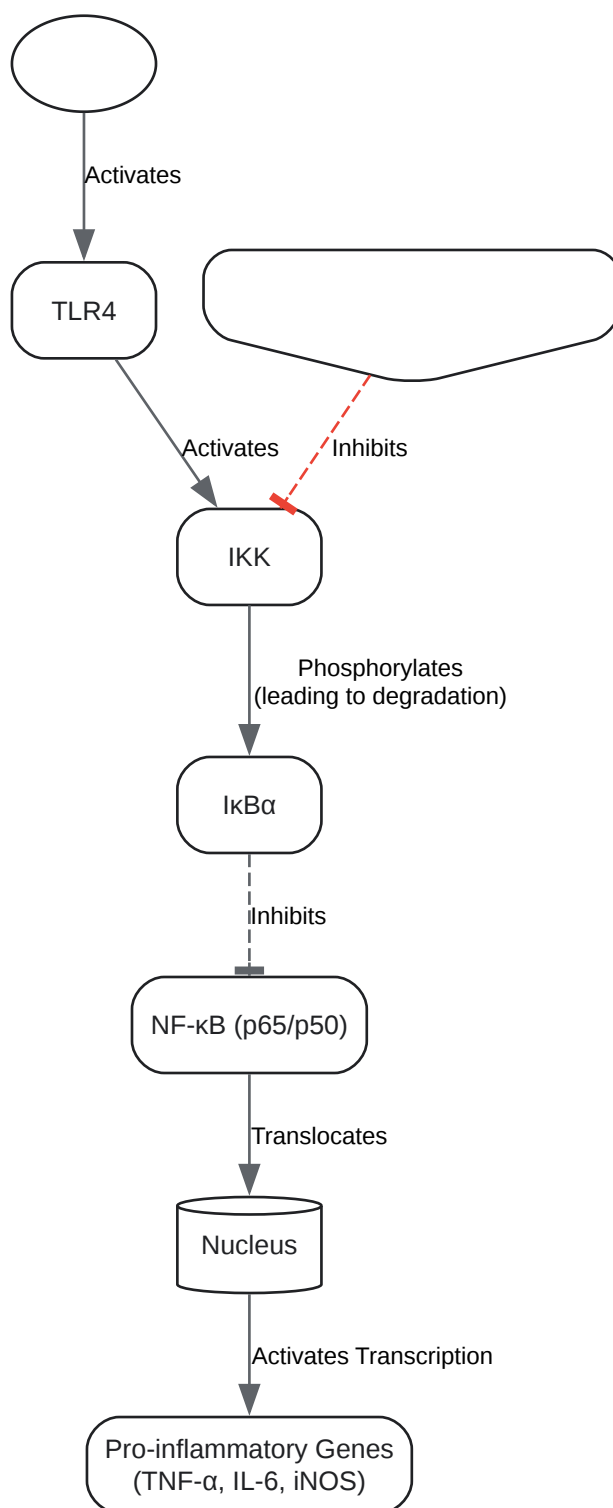 Activates
TLR4
Activates
Inhibits
IKK
Phosphorylates
(leading to degradation)
IκBα
Inhibits
NF-κB (p65/p50)
Translocates
Nucleus
Activates Transcription
Pro-inflammatory Genes
(TNF-α, IL-6, iNOS)